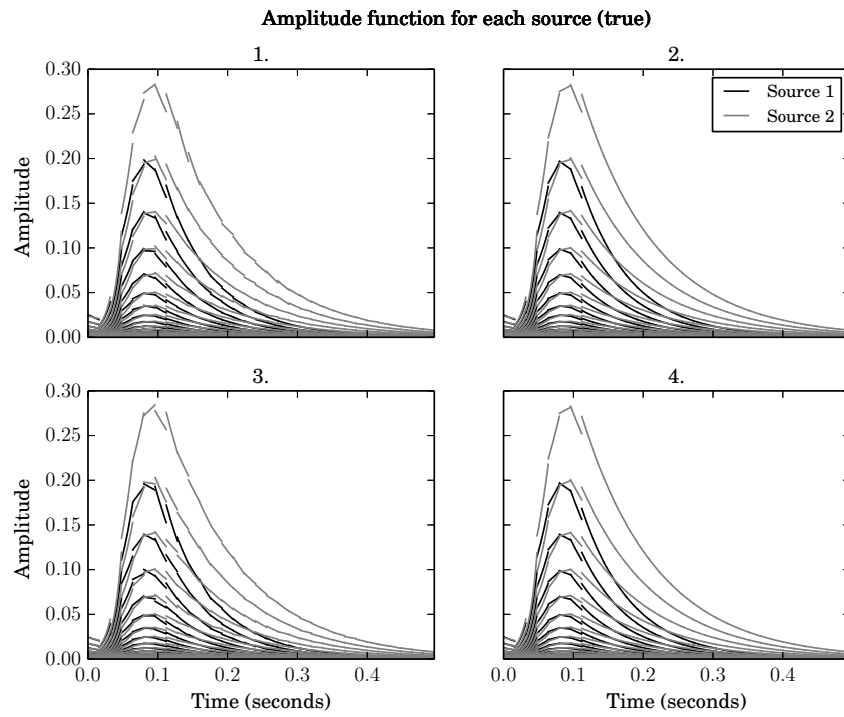 Amplitude function for each source (true)
1.
2.
0.30
0.25
0.20
0.15
0.10
0.05
0.00
Amplitude
Source 1
Source 2
3.
4.
0.30
0.25
0.20
0.15
0.10
0.05
0.00
Amplitude
0.0 0.1 0.2 0.3 0.4
0.0 0.1 0.2 0.3 0.4
Time (seconds)
Time (seconds)